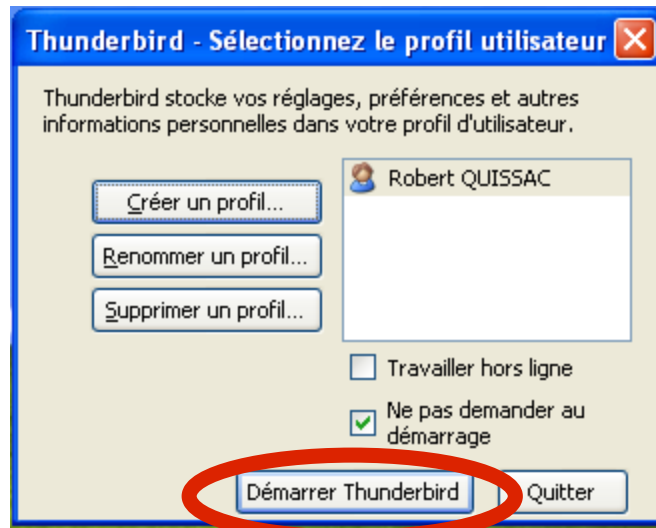 Thunderbird - Sélectionnez le profil utilisateur
Thunderbird stocke vos réglages, préférences et autres
informations personnelles dans votre profil d'utilisateur.
Créer un profil...
Renommer un profil...
Supprimer un profil...
Robert QUISSAC
Travailler hors ligne
Ne pas demander au
démarrage
Démarrer Thunderbird
Quitter